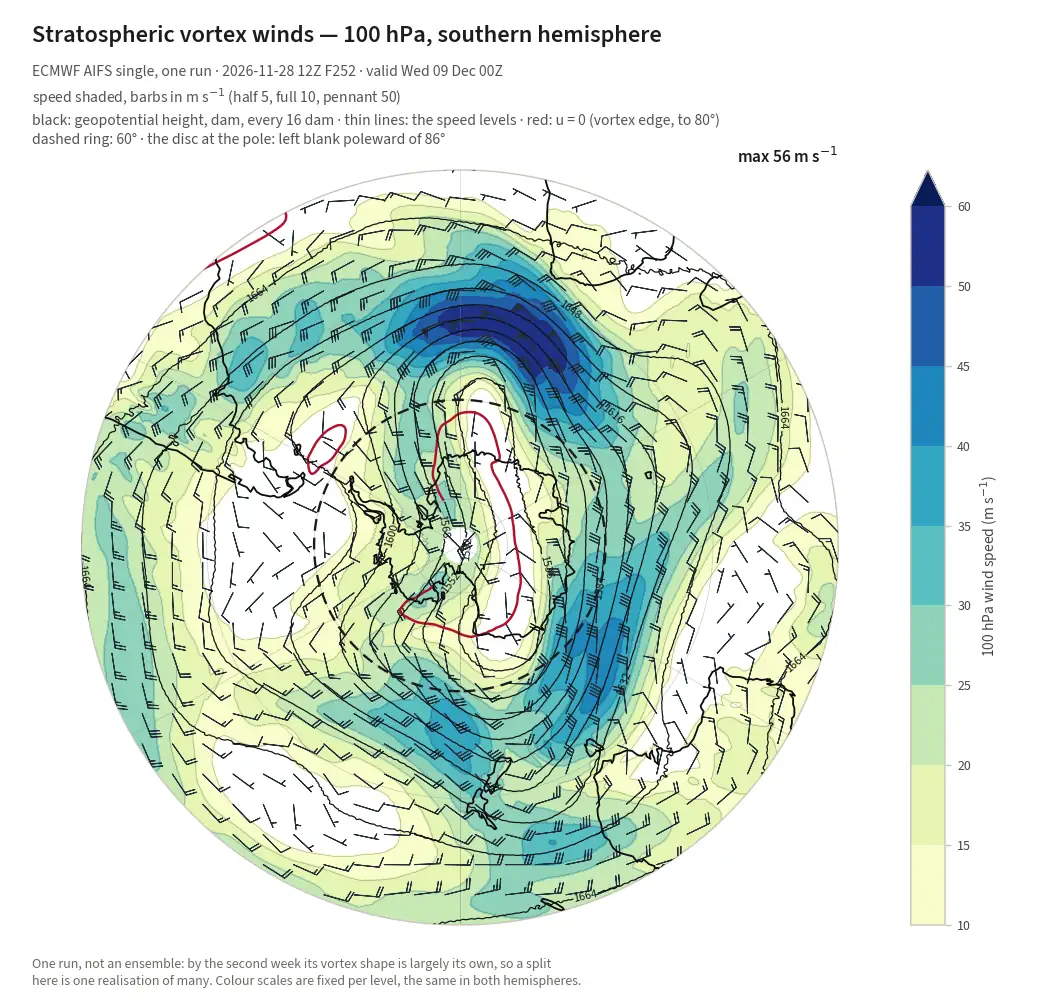 Stratospheric vortex winds — 100 hPa, southern hemisphere
ECMWF AIFS single, one run · 2026-11-28 12Z F252 · valid Wed 09 Dec 00Z
speed shaded, barbs in m s⁻¹ (half 5, full 10, pennant 50)
black: geopotential height, dam, every 16 dam · thin lines: the speed levels · red: u = 0 (vortex edge, to 80°)
dashed ring: 60° · the disc at the pole: left blank poleward of 86°
max 56 m s⁻¹
60
50
45
40
35
30
25
20
15
10
100 hPa wind speed (m s⁻¹)
1664
1648
1616
1664
1600
1568
1552
1584
1632
1664
1664
1664
One run, not an ensemble: by the second week its vortex shape is largely its own, so a split
here is one realisation of many. Colour scales are fixed per level, the same in both hemispheres.